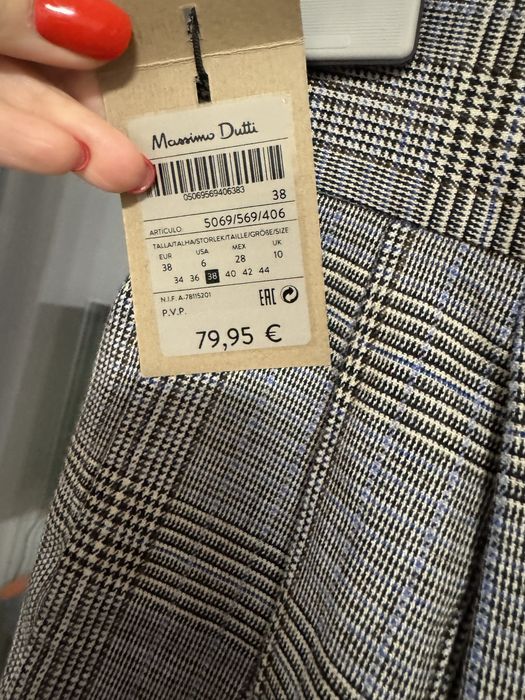 Massimo Dutti
05069569406383
38
ARTICULO: 5069/569/406
TALLA/TALHA/STORLEK/TAILLE/GRÖßE/SIZE
EUR USA MEX UK
38 6 28 10
34 36 38 40 42 44
N.I.F. A-78115201
EAC
P.V.P.
79,95 €